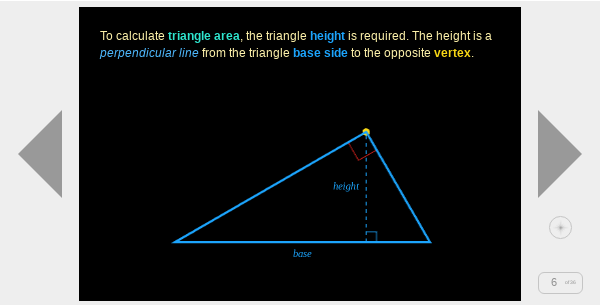 To calculate triangle area, the triangle height is required. The height is a
perpendicular line from the triangle base side to the opposite vertex.
height
base
6 of 36